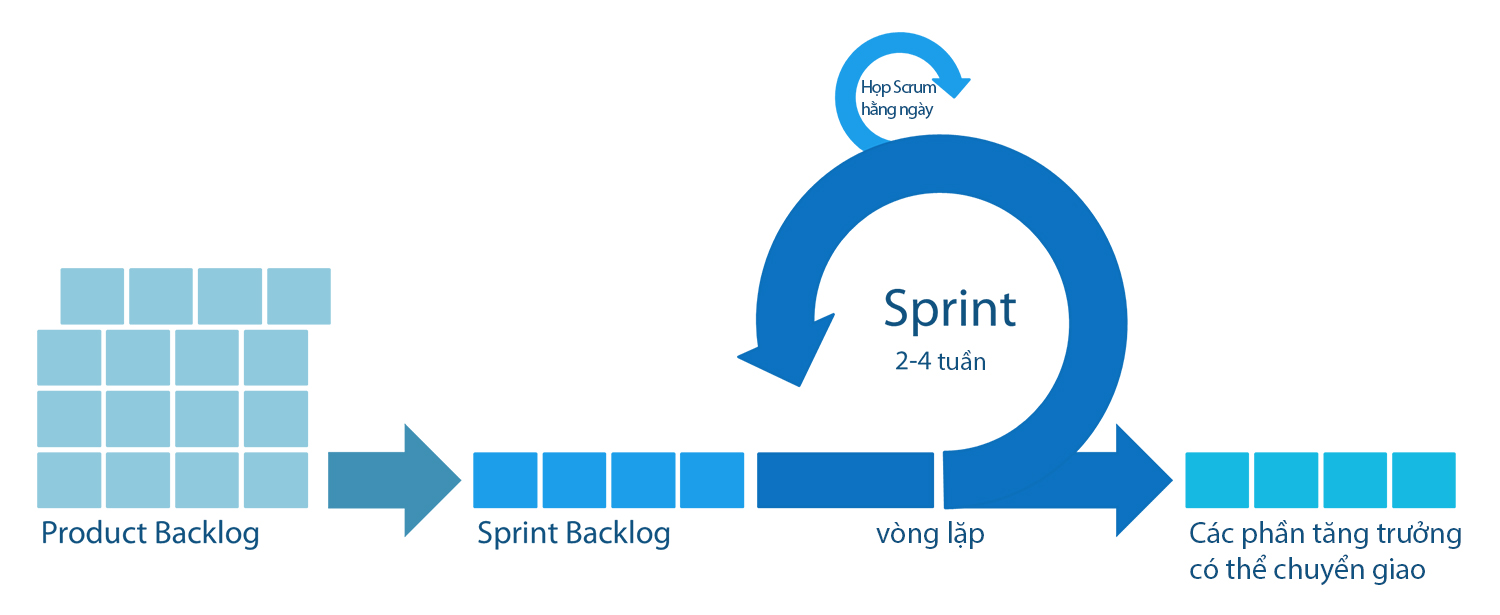 Họp Scrum
hằng ngày
Sprint
2-4 tuần
Product Backlog
Sprint Backlog
vòng lặp
Các phần tăng trưởng
có thể chuyển giao